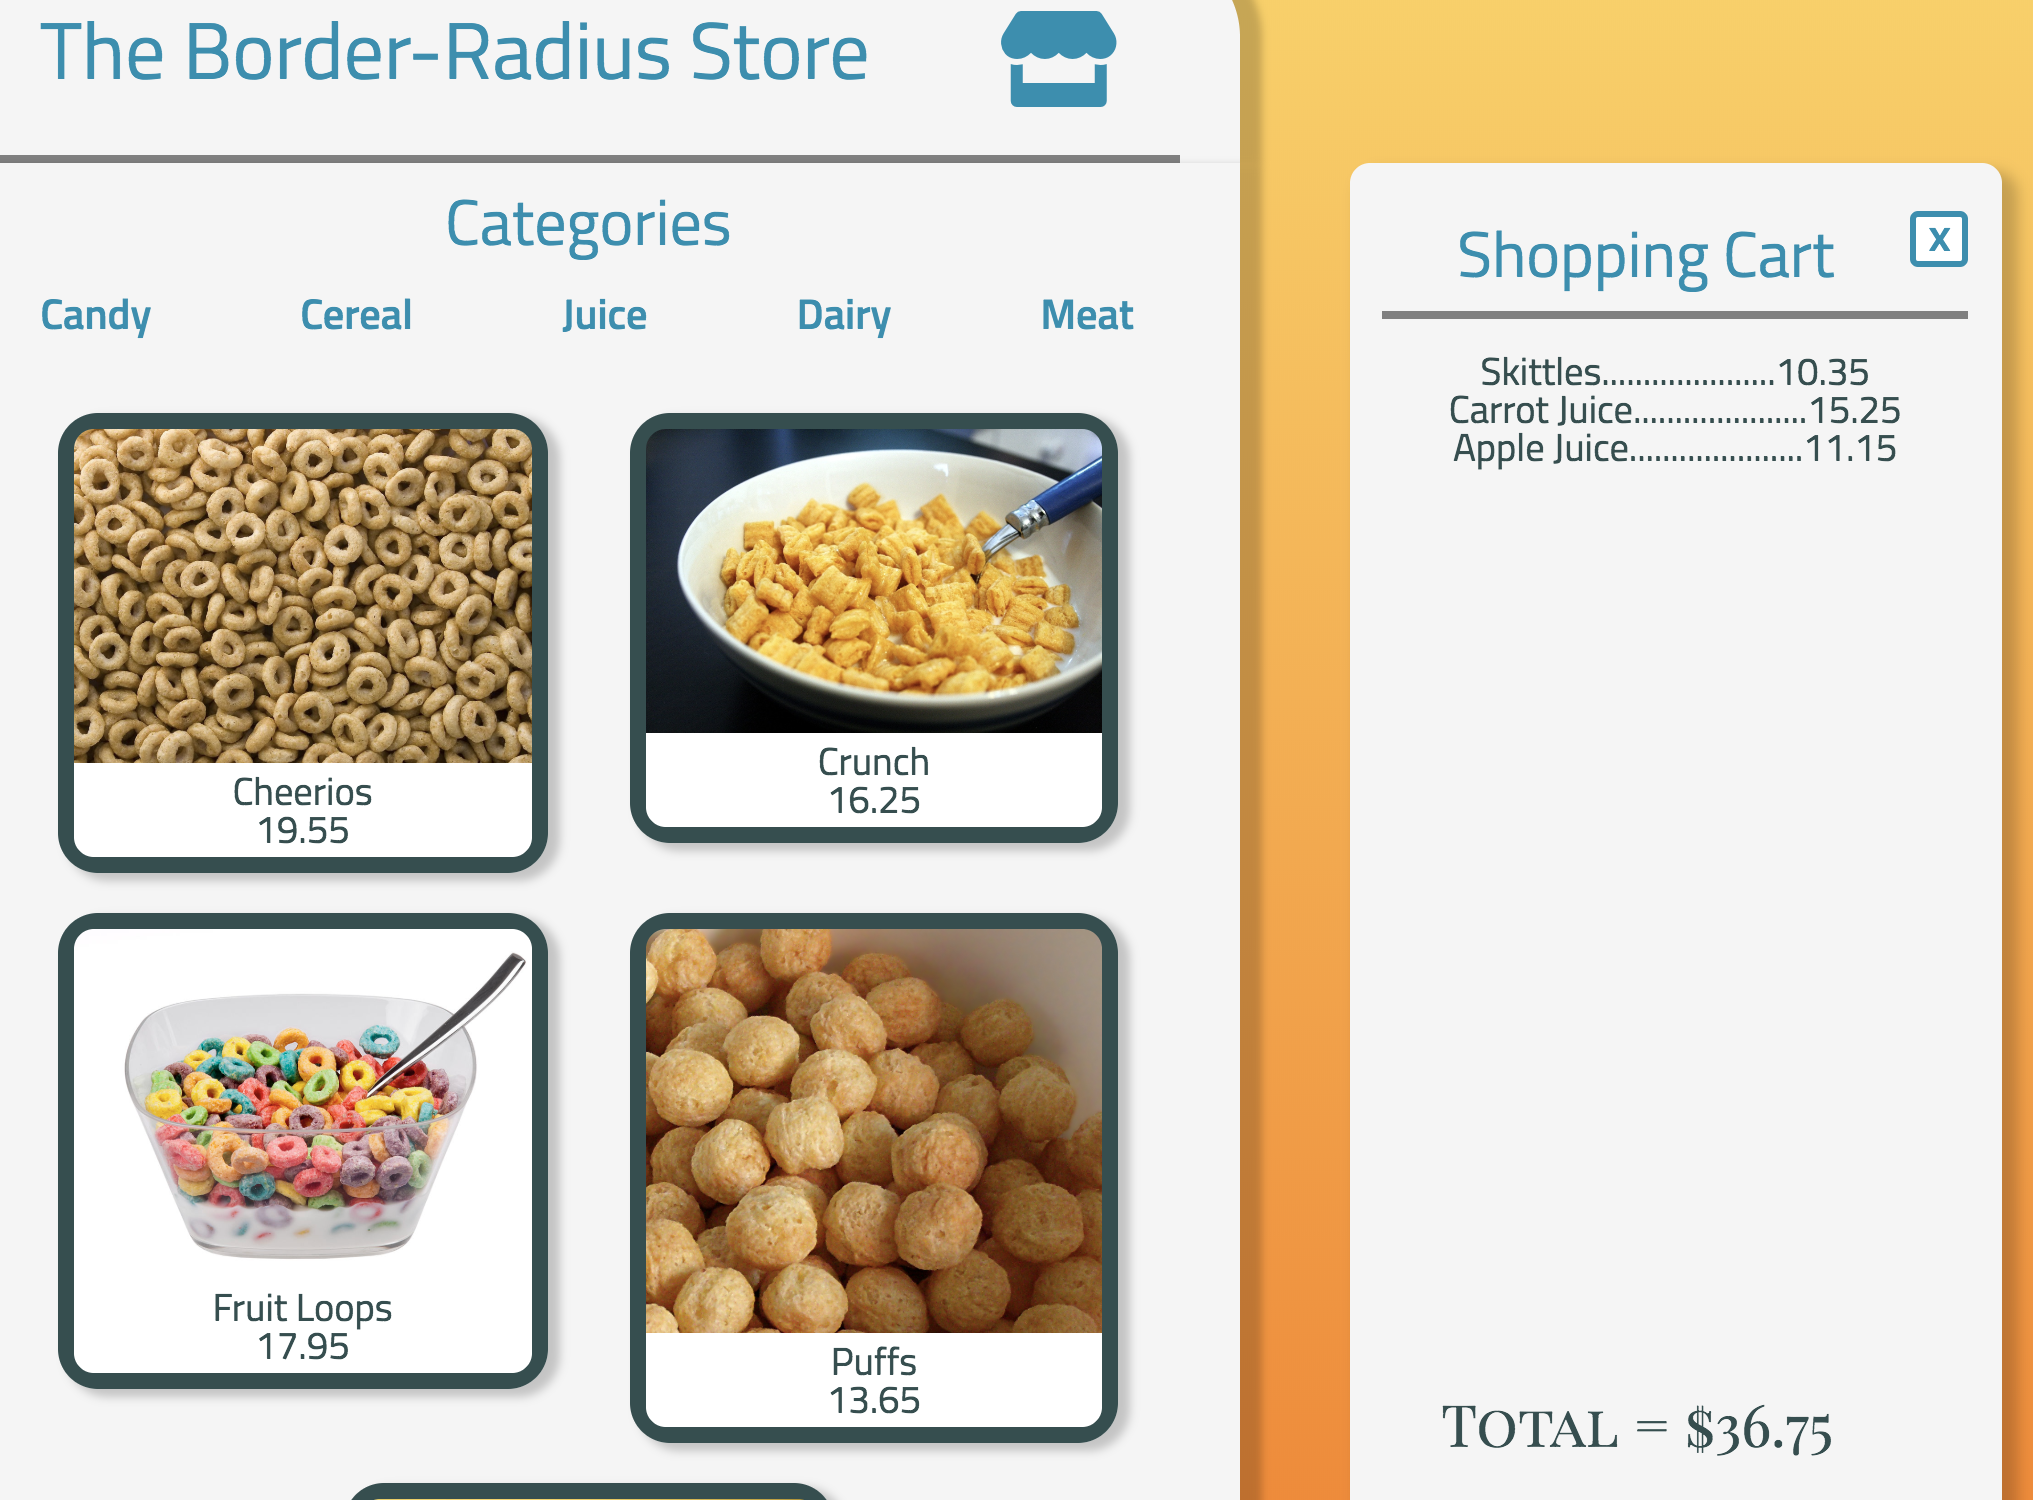 The Border-Radius Store
Categories
Candy Cereal Juice Dairy Meat
Cheerios
19.55
Crunch
16.25
Fruit Loops
17.95
Puffs
13.65
Shopping Cart
X
Skittles.....................10.35
Carrot Juice.....................15.25
Apple Juice.....................11.15
Total = $36.75